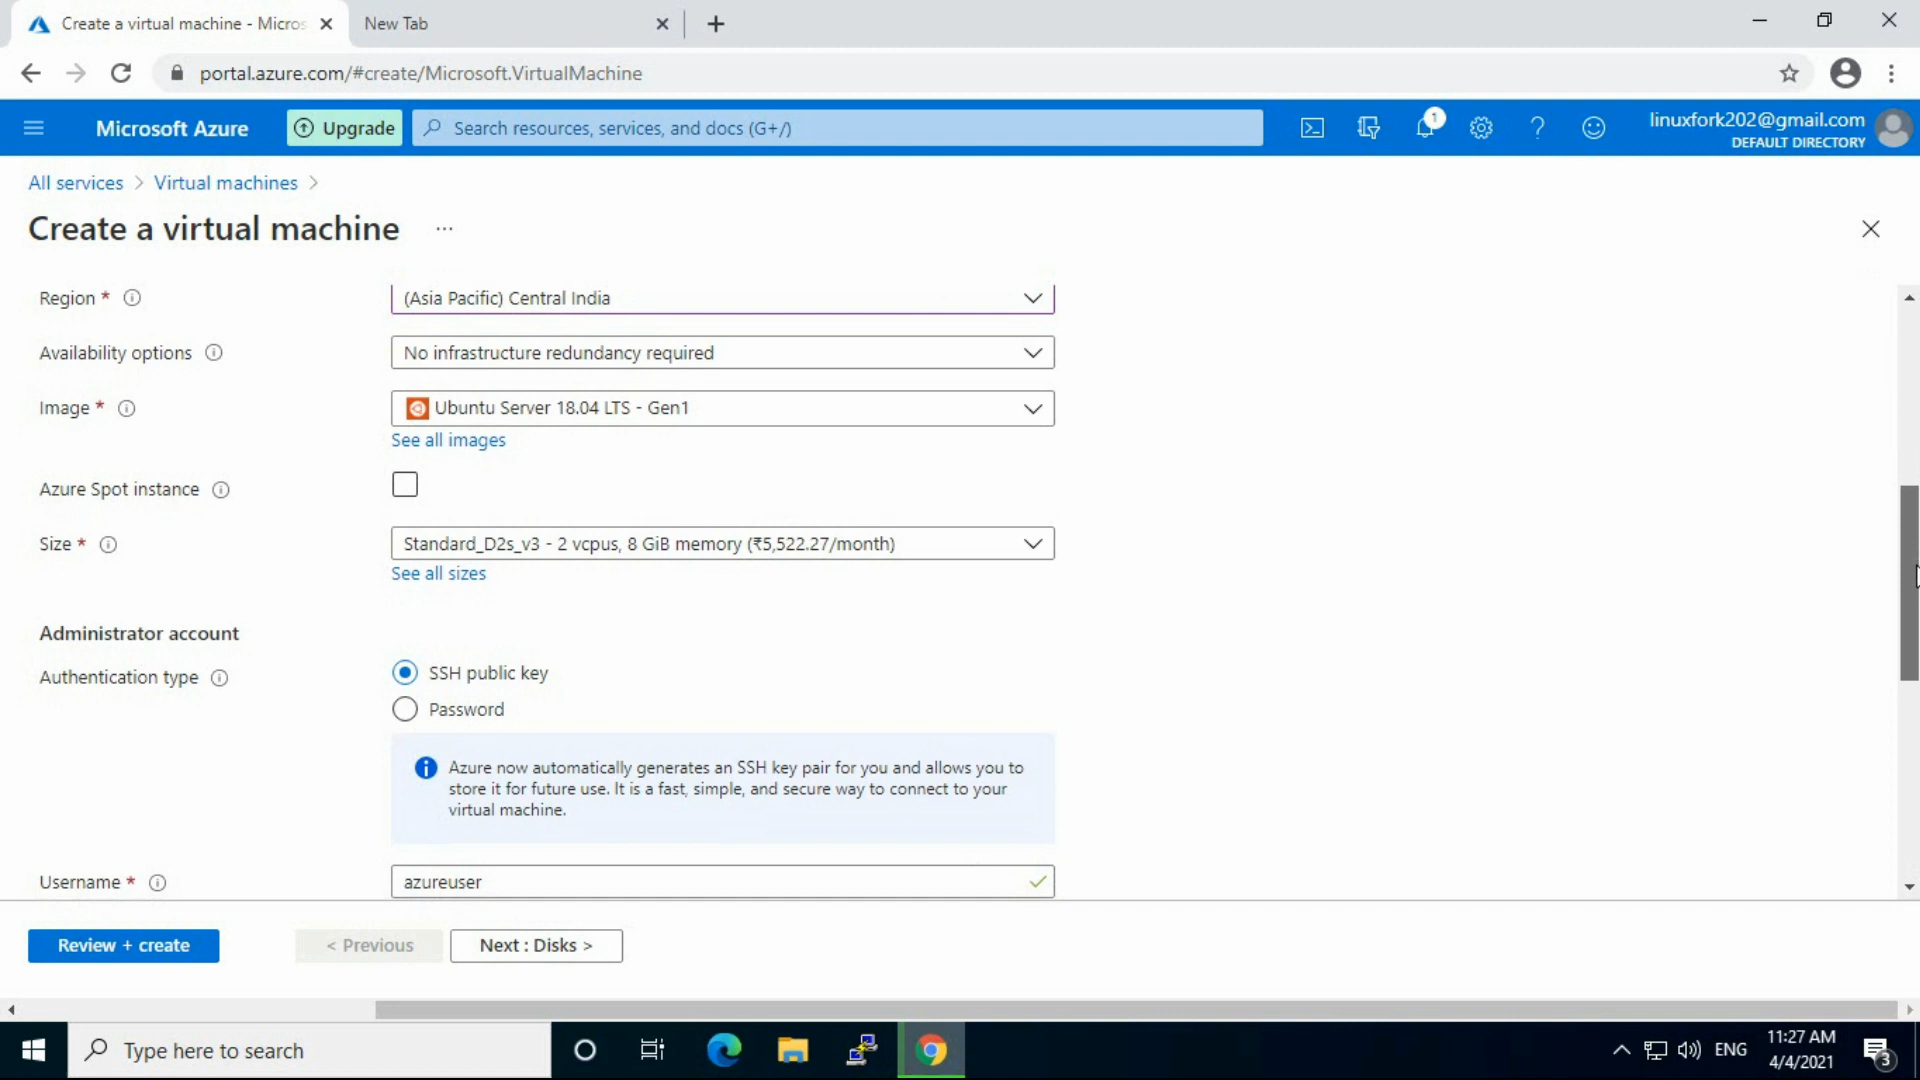 Create a virtual machine - Micros
New Tab
portal.azure.com/#create/Microsoft.VirtualMachine
Microsoft Azure
Upgrade
Search resources, services, and docs (G+/)
1
linuxfork202@gmail.com
DEFAULT DIRECTORY
All services > Virtual machines >
Create a virtual machine ...
Region *
(Asia Pacific) Central India
Availability options
No infrastructure redundancy required
Image *
Ubuntu Server 18.04 LTS - Gen1
See all images
Azure Spot instance
Size *
Standard_D2s_v3 - 2 vcpus, 8 GiB memory (₹5,522.27/month)
See all sizes
Administrator account
Authentication type
SSH public key
Password
Azure now automatically generates an SSH key pair for you and allows you to
store it for future use. It is a fast, simple, and secure way to connect to your
virtual machine.
Username *
azureuser
Review + create
< Previous
Next : Disks >
Type here to search
ENG
11:27 AM
4/4/2021
3